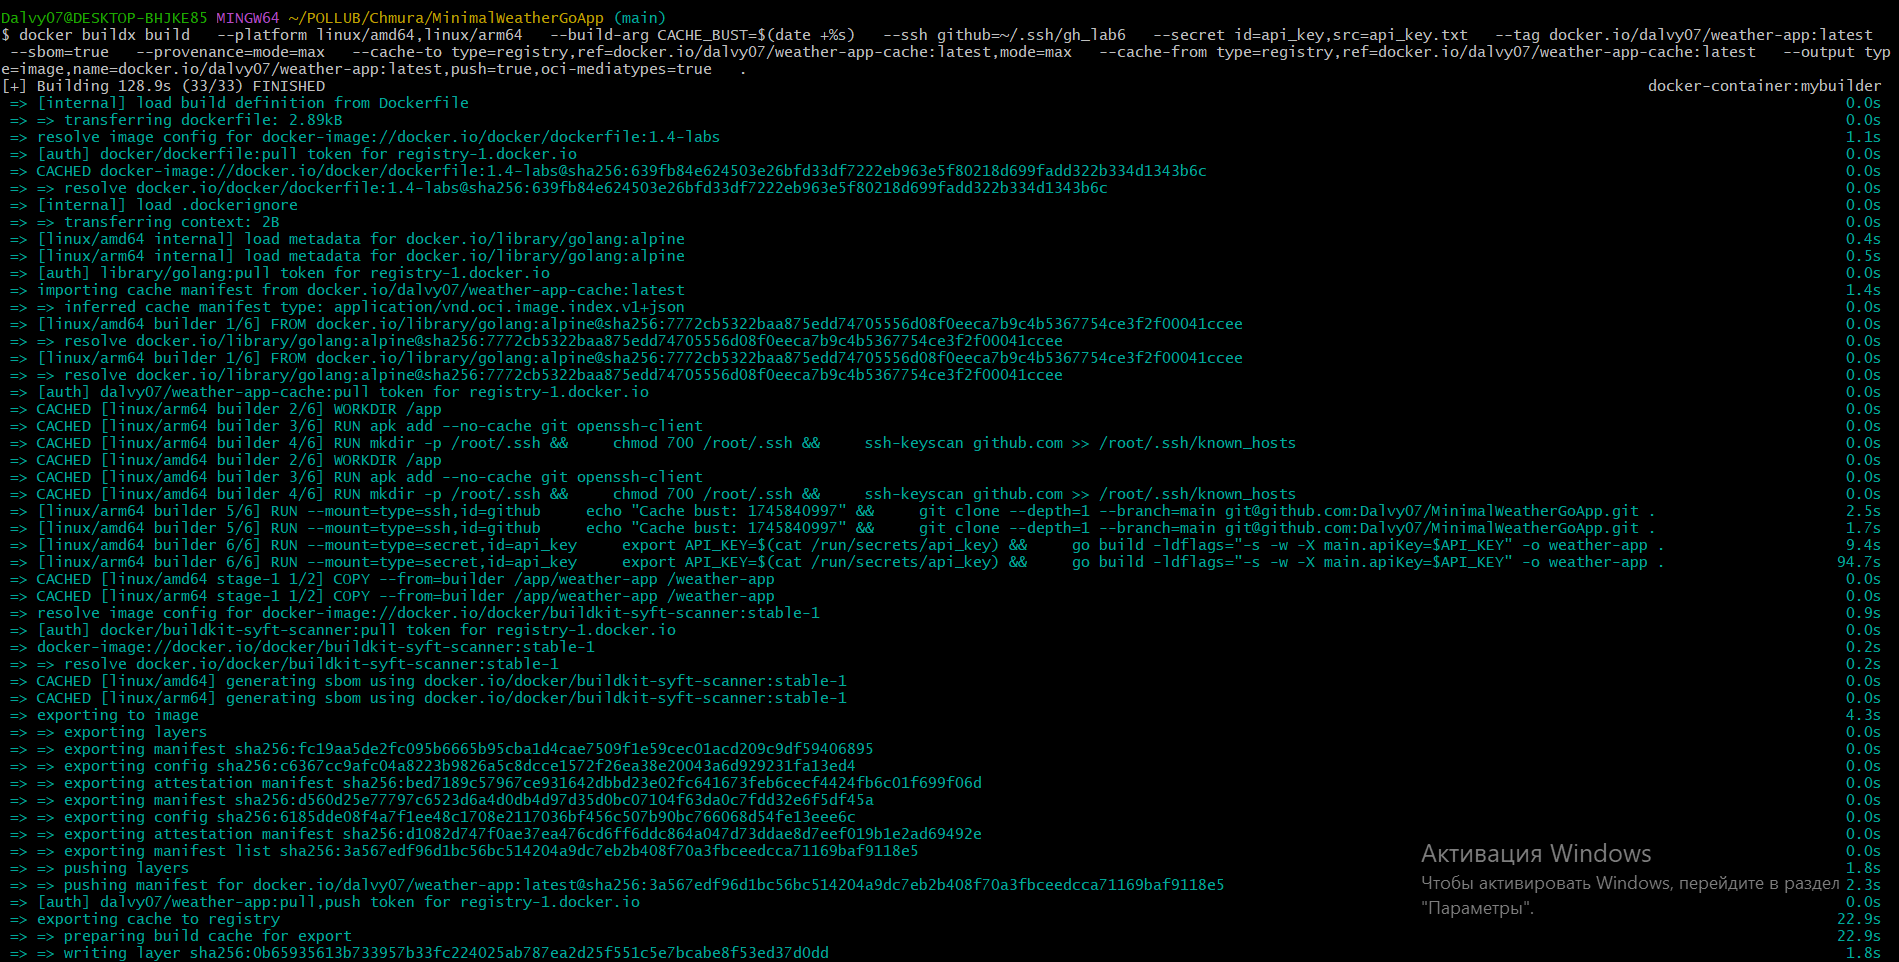 Dalvy07@DESKTOP-BHJKE85 MINGW64 ~/POLLUB/Chmura/MinimalWeatherGoApp (main)
$ docker buildx build   --platform linux/amd64,linux/arm64   --build-arg CACHE_BUST=$(date +%s)   --ssh github=~/.ssh/gh_lab6   --secret id=api_key,src=api_key.txt   --tag docker.io/dalvy07/weather-app:latest
 --sbom=true   --provenance=mode=max   --cache-to type=registry,ref=docker.io/dalvy07/weather-app-cache:latest,mode=max   --cache-from type=registry,ref=docker.io/dalvy07/weather-app-cache:latest   --output typ
e=image,name=docker.io/dalvy07/weather-app:latest,push=true,oci-mediatypes=true   .
[+] Building 128.9s (33/33) FINISHED docker-container:mybuilder
=> [internal] load build definition from Dockerfile 0.0s
=> => transferring dockerfile: 2.89kB 0.0s
=> resolve image config for docker-image://docker.io/docker/dockerfile:1.4-labs 1.1s
=> [auth] docker/dockerfile:pull token for registry-1.docker.io 0.0s
=> CACHED docker-image://docker.io/docker/dockerfile:1.4-labs@sha256:639fb84e624503e26bfd33df7222eb963e5f80218d699fadd322b334d1343b6c 0.0s
=> => resolve docker.io/docker/dockerfile:1.4-labs@sha256:639fb84e624503e26bfd33df7222eb963e5f80218d699fadd322b334d1343b6c 0.0s
=> [internal] load .dockerignore 0.0s
=> => transferring context: 2B 0.0s
=> [linux/amd64 internal] load metadata for docker.io/library/golang:alpine 0.4s
=> [linux/arm64 internal] load metadata for docker.io/library/golang:alpine 0.5s
=> [auth] library/golang:pull token for registry-1.docker.io 0.0s
=> importing cache manifest from docker.io/dalvy07/weather-app-cache:latest 1.4s
=> => inferred cache manifest type: application/vnd.oci.image.index.v1+json 0.0s
=> [linux/amd64 builder 1/6] FROM docker.io/library/golang:alpine@sha256:7772cb5322baa875edd74705556d08f0eeca7b9c4b5367754ce3f2f00041ccee 0.0s
=> => resolve docker.io/library/golang:alpine@sha256:7772cb5322baa875edd74705556d08f0eeca7b9c4b5367754ce3f2f00041ccee 0.0s
=> [linux/arm64 builder 1/6] FROM docker.io/library/golang:alpine@sha256:7772cb5322baa875edd74705556d08f0eeca7b9c4b5367754ce3f2f00041ccee 0.0s
=> => resolve docker.io/library/golang:alpine@sha256:7772cb5322baa875edd74705556d08f0eeca7b9c4b5367754ce3f2f00041ccee 0.0s
=> [auth] dalvy07/weather-app-cache:pull token for registry-1.docker.io 0.0s
=> CACHED [linux/arm64 builder 2/6] WORKDIR /app 0.0s
=> CACHED [linux/arm64 builder 3/6] RUN apk add --no-cache git openssh-client 0.0s
=> CACHED [linux/arm64 builder 4/6] RUN mkdir -p /root/.ssh &&     chmod 700 /root/.ssh &&     ssh-keyscan github.com >> /root/.ssh/known_hosts 0.0s
=> CACHED [linux/amd64 builder 2/6] WORKDIR /app 0.0s
=> CACHED [linux/amd64 builder 3/6] RUN apk add --no-cache git openssh-client 0.0s
=> CACHED [linux/amd64 builder 4/6] RUN mkdir -p /root/.ssh &&     chmod 700 /root/.ssh &&     ssh-keyscan github.com >> /root/.ssh/known_hosts 0.0s
=> [linux/arm64 builder 5/6] RUN --mount=type=ssh,id=github     echo "Cache bust: 1745840997" &&     git clone --depth=1 --branch=main git@github.com:Dalvy07/MinimalWeatherGoApp.git . 2.5s
=> [linux/amd64 builder 5/6] RUN --mount=type=ssh,id=github     echo "Cache bust: 1745840997" &&     git clone --depth=1 --branch=main git@github.com:Dalvy07/MinimalWeatherGoApp.git . 1.7s
=> [linux/amd64 builder 6/6] RUN --mount=type=secret,id=api_key     export API_KEY=$(cat /run/secrets/api_key) &&     go build -ldflags="-s -w -X main.apiKey=$API_KEY" -o weather-app . 9.4s
=> [linux/arm64 builder 6/6] RUN --mount=type=secret,id=api_key     export API_KEY=$(cat /run/secrets/api_key) &&     go build -ldflags="-s -w -X main.apiKey=$API_KEY" -o weather-app . 94.7s
=> CACHED [linux/amd64 stage-1 1/2] COPY --from=builder /app/weather-app /weather-app 0.0s
=> CACHED [linux/arm64 stage-1 1/2] COPY --from=builder /app/weather-app /weather-app 0.0s
=> resolve image config for docker-image://docker.io/docker/buildkit-syft-scanner:stable-1 0.9s
=> [auth] docker/buildkit-syft-scanner:pull token for registry-1.docker.io 0.0s
=> docker-image://docker.io/docker/buildkit-syft-scanner:stable-1 0.2s
=> => resolve docker.io/docker/buildkit-syft-scanner:stable-1 0.2s
=> CACHED [linux/amd64] generating sbom using docker.io/docker/buildkit-syft-scanner:stable-1 0.0s
=> CACHED [linux/arm64] generating sbom using docker.io/docker/buildkit-syft-scanner:stable-1 0.0s
=> exporting to image 4.3s
=> => exporting layers 0.0s
=> => exporting manifest sha256:fc19aa5de2fc095b6665b95cba1d4cae7509f1e59cec01acd209c9df59406895 0.0s
=> => exporting config sha256:c6367cc9afc04a8223b9826a5c8dcce1572f26ea38e20043a6d929231fa13ed4 0.0s
=> => exporting attestation manifest sha256:bed7189c57967ce931642dbbd23e02fc641673feb6cecf4424fb6c01f699f06d 0.0s
=> => exporting manifest sha256:d560d25e77797c6523d6a4d0db4d97d35d0bc07104f63da0c7fdd32e6f5df45a 0.0s
=> => exporting config sha256:6185dde08f4a7f1ee48c1708e2117036bf456c507b90bc766068d54fe13eee6c 0.0s
=> => exporting attestation manifest sha256:d1082d747f0ae37ea476cd6ff6ddc864a047d73ddae8d7eef019b1e2ad69492e 0.0s
=> => exporting manifest list sha256:3a567edf96d1bc56bc514204a9dc7eb2b408f70a3fbceedcca71169baf9118e5 0.0s
=> => pushing layers 1.8s
=> => pushing manifest for docker.io/dalvy07/weather-app:latest@sha256:3a567edf96d1bc56bc514204a9dc7eb2b408f70a3fbceedcca71169baf9118e5 2.3s
=> [auth] dalvy07/weather-app:pull,push token for registry-1.docker.io 0.0s
=> exporting cache to registry 22.9s
=> => preparing build cache for export 22.9s
=> => writing layer sha256:0b65935613b733957b33fc224025ab787ea2d25f551c5e7bcabe8f53ed37d0dd 1.8s
Активация Windows
Чтобы активировать Windows, перейдите в раздел
"Параметры".